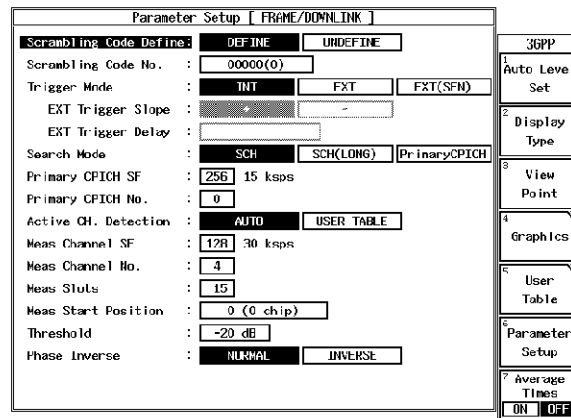 Parameter Setup [ FRAME/DOWNLINK ]
Scrambling Code Define: DEFINE UNDEFINE
Scrambling Code No. : 00000(0)
Trigger Mode : INT EXT EXT(SFN)
EXT Trigger Slope : + -
EXT Trigger Delay :
Search Mode : SCH SCH(LONG) PrimaryCPICH
Primary CPICH SF : 256 15 ksps
Primary CPICH No. : 0
Active CH. Detection : AUTO USER TABLE
Meas Channel SF : 128 30 ksps
Meas Channel No. : 4
Meas Slots : 15
Meas Start Position : 0 (0 chip)
Threshold : -20 dB
Phase Inverse : NORMAL INVERSE
3GPP
1 Auto Leve
Set
2 Display
Type
3 View
Point
4 Graphics
5 User
Table
6 Parameter
Setup
7 Average
Times
ON OFF